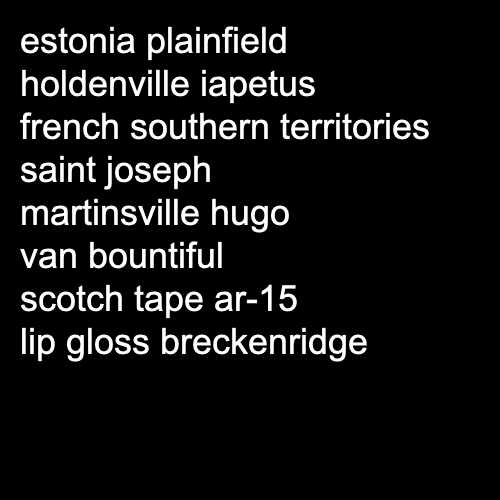 estonia plainfield
holdenville iapetus
french southern territories
saint joseph
martinsville hugo
van bountiful
scotch tape ar-15
lip gloss breckenridge